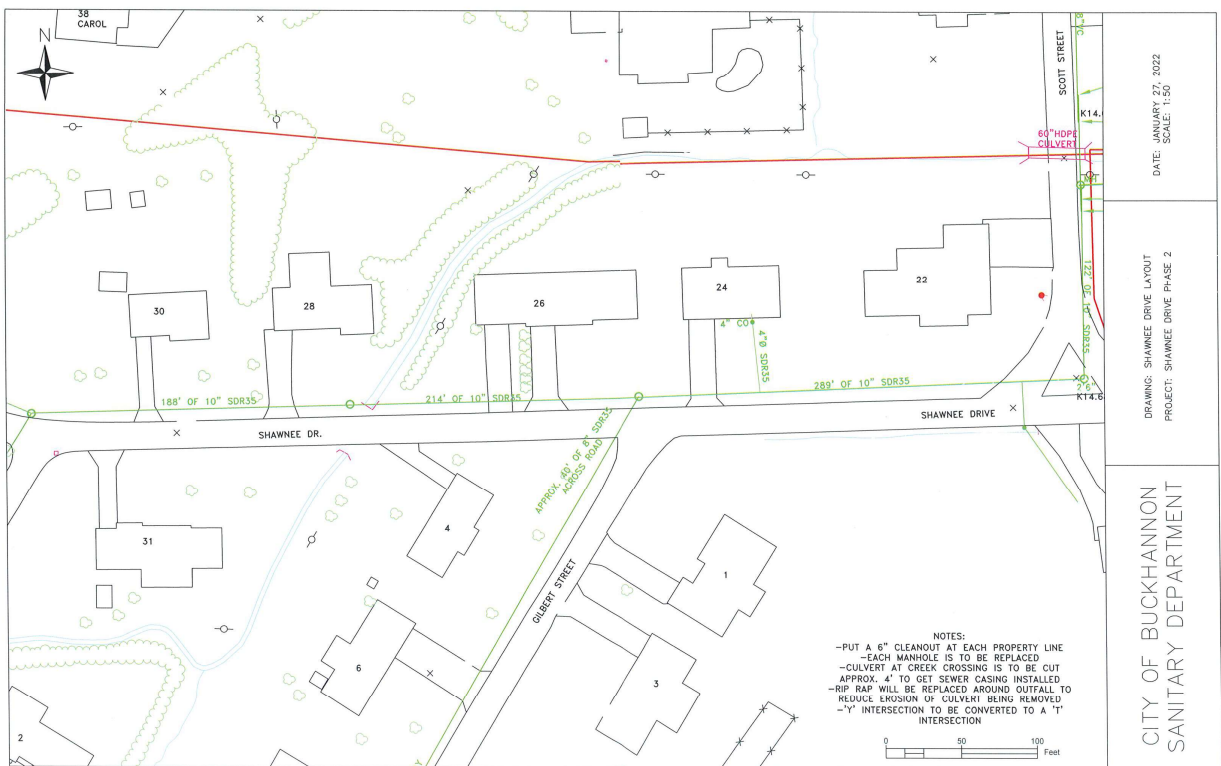 38
CAROL
N
8"VC
SCOTT STREET
60"HDPE
CULVERT
30
28
26
24
22
4" CO
4"Ø SDR35
122' OF 10" SDR35
188' OF 10" SDR35
214' OF 10" SDR35
289' OF 10" SDR35
K14.6
SHAWNEE DR.
SHAWNEE DRIVE
APPROX. 40' OF 8" SDR35
ACROSS ROAD
GILBERT STREET
31
4
1
6
3
2
NOTES:
-PUT A 6" CLEANOUT AT EACH PROPERTY LINE
-EACH MANHOLE IS TO BE REPLACED
-CULVERT AT CREEK CROSSING IS TO BE CUT
APPROX. 4' TO GET SEWER CASING INSTALLED
-RIP RAP WILL BE REPLACED AROUND OUTFALL TO
REDUCE EROSION OF CULVERT BEING REMOVED
-'Y' INTERSECTION TO BE CONVERTED TO A 'T'
INTERSECTION
0 50 100
Feet
DATE: JANUARY 27, 2022
SCALE: 1:50
DRAWING: SHAWNEE DRIVE LAYOUT
PROJECT: SHAWNEE DRIVE PHASE 2
CITY OF BUCKHANNON
SANITARY DEPARTMENT